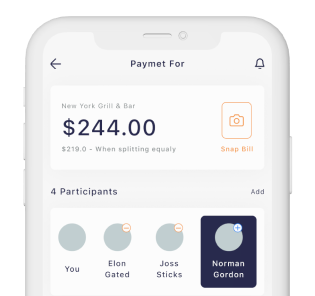 Paymet For
New York Grill & Bar
$244.00
$219.0 - When splitting equaly
Snap Bill
4 Participants
Add
You
Elon
Gated
Joss
Sticks
Norman
Gordon